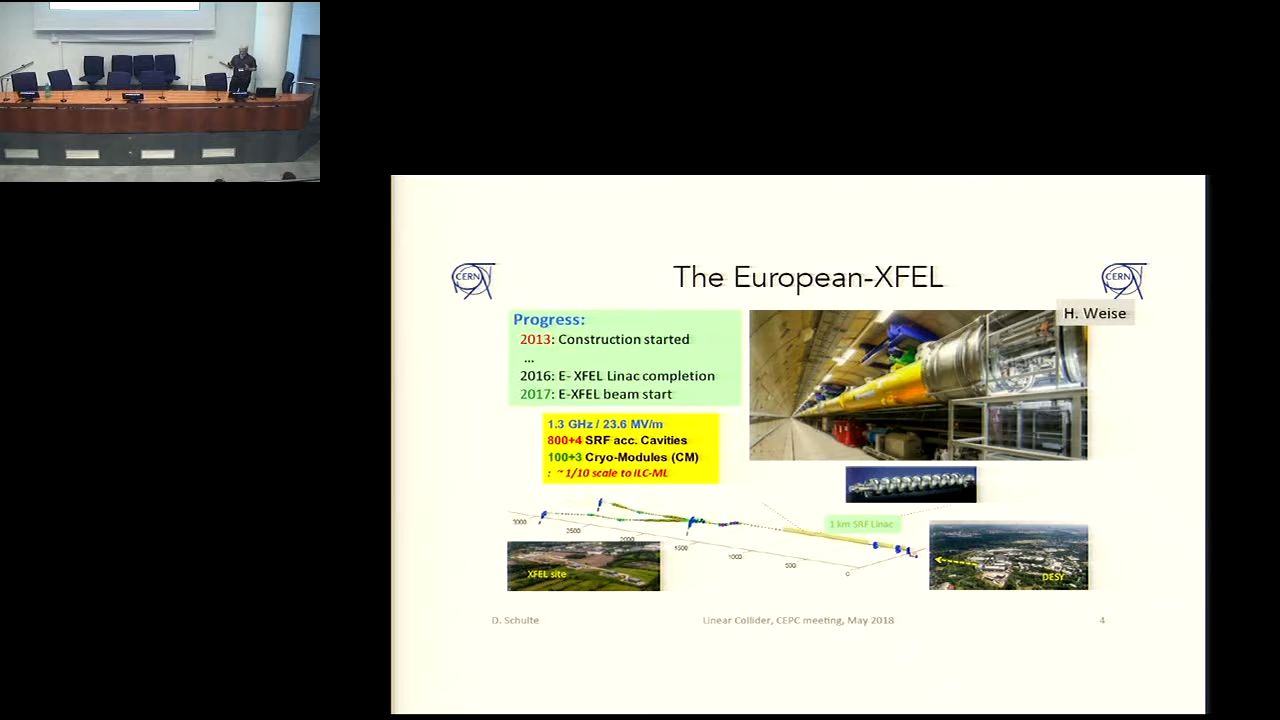 CERN
The European-XFEL
CERN
H. Weise
Progress:
2013: Construction started
...
2016: E- XFEL Linac completion
2017: E-XFEL beam start
1.3 GHz / 23.6 MV/m
800+4 SRF acc. Cavities
100+3 Cryo-Modules (CM)
: ~ 1/10 scale to ILC-ML
1 km SRF Linac
3000
2500
2000
1500
1000
500
0
XFEL site
DESY
D. Schulte
Linear Collider, CEPC meeting, May 2018
4